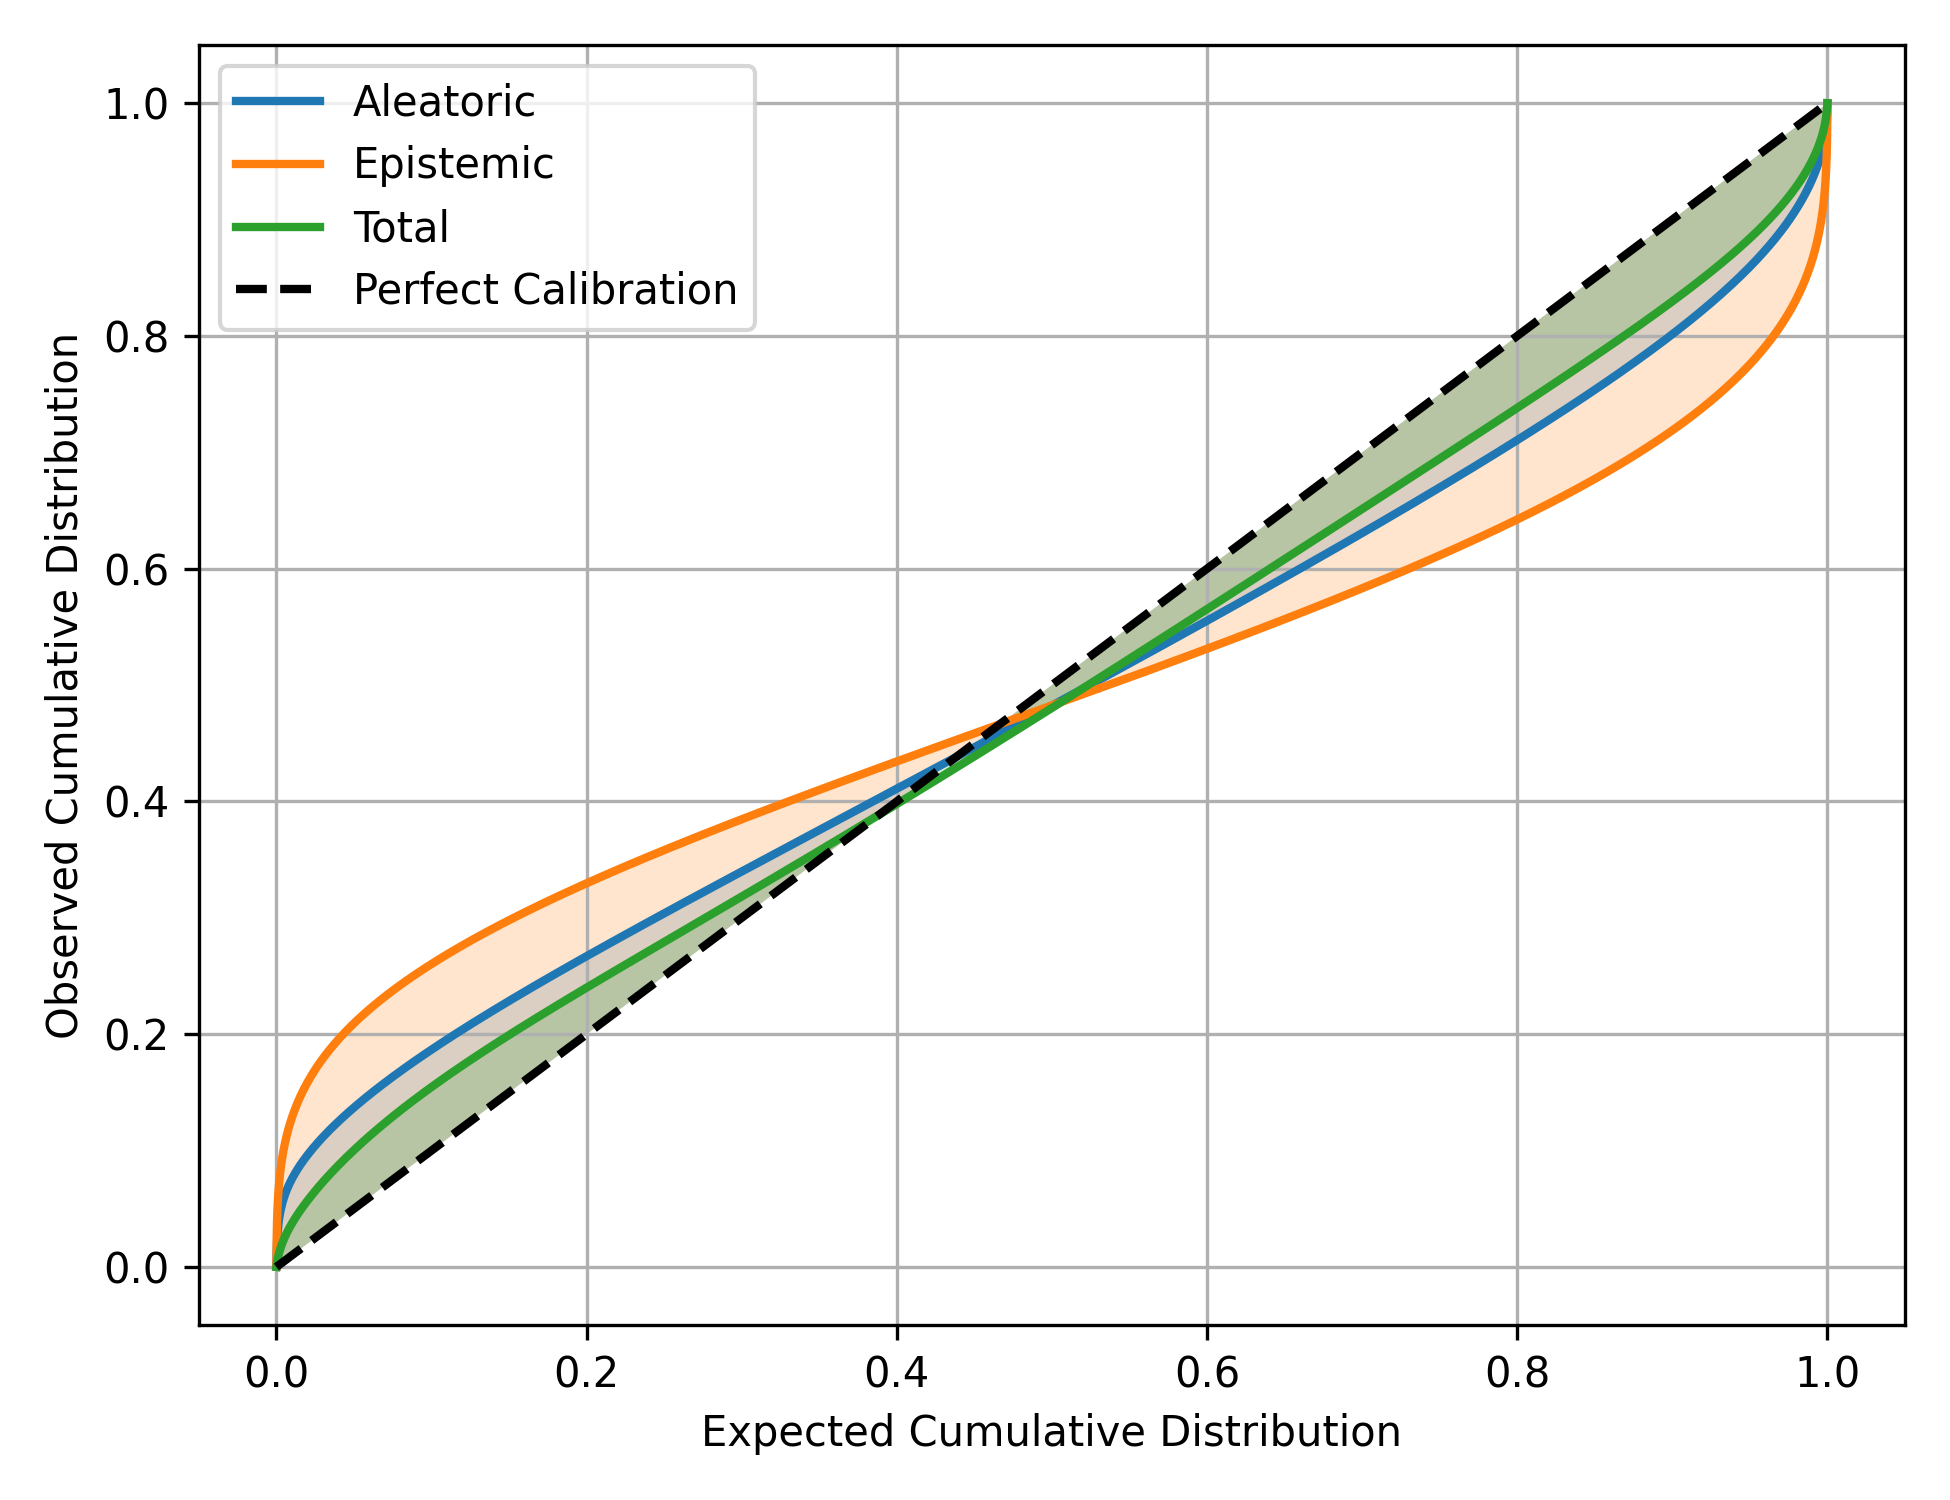 Aleatoric
Epistemic
Total
Perfect Calibration
1.0
0.8
0.6
0.4
0.2
0.0
Observed Cumulative Distribution
0.0 0.2 0.4 0.6 0.8 1.0
Expected Cumulative Distribution